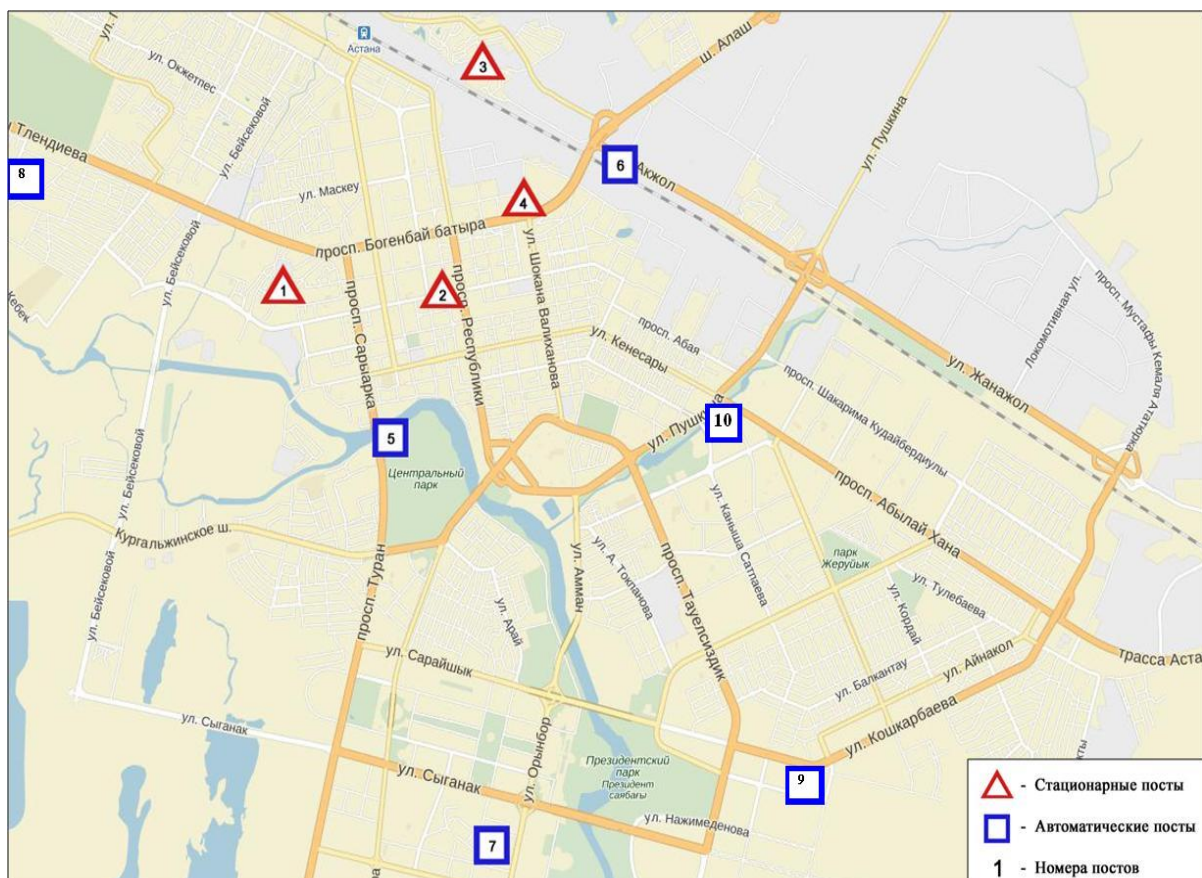 ш. Алаш
Астана
3
ул. Окжетпес
ул. Бейсековой
ул. Пушкина
Тлендиева
8
6
Акжол
ул. Маскеу
4
просп. Богенбай батыра
ул. Бейсековой
1
2
ул. Шокана Валиханова
просп. Республики
просп. Сарыарка
Кебек
Локомотивная ул.
просп. Мустафы Кемаля Ататюрка
просп. Абая
ул. Кенесары
ул. Жанажол
просп. Шакарима Кудайбердиулы
10
ул. Пушкина
5
Центральный
парк
ул. Бейсековой
Кургальжинское ш.
просп. Абылай Хана
ул. Каныша Сатпаева
ул. А. Токпанова
ул. Амман
парк
Жеруйык
просп. Тауелсиздик
ул. Тулебаева
ул. Кордай
ул. Бейсековой
просп. Туран
ул. Арай
ул. Сарайшык
ул. Балкантау
ул. Айнакол
трасса Аста
ул. Сыганак
ул. Орынбор
ул. Кошкарбаева
Президентский
парк
Президент
саябағы
ул. Сыганак
9
ул. Нажимеденова
7
- Стационарные посты
- Автоматические посты
1 - Номера постов